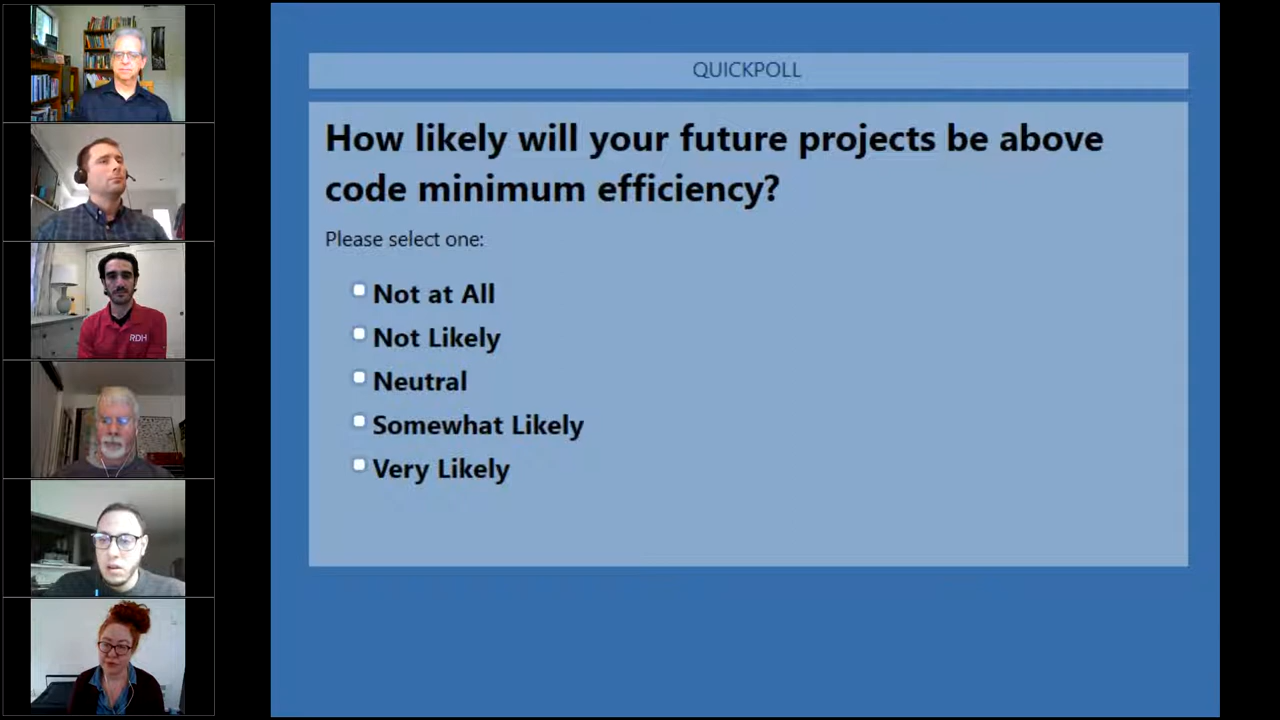 QUICKPOLL
How likely will your future projects be above
code minimum efficiency?
Please select one:
Not at All
Not Likely
Neutral
Somewhat Likely
Very Likely
RDH